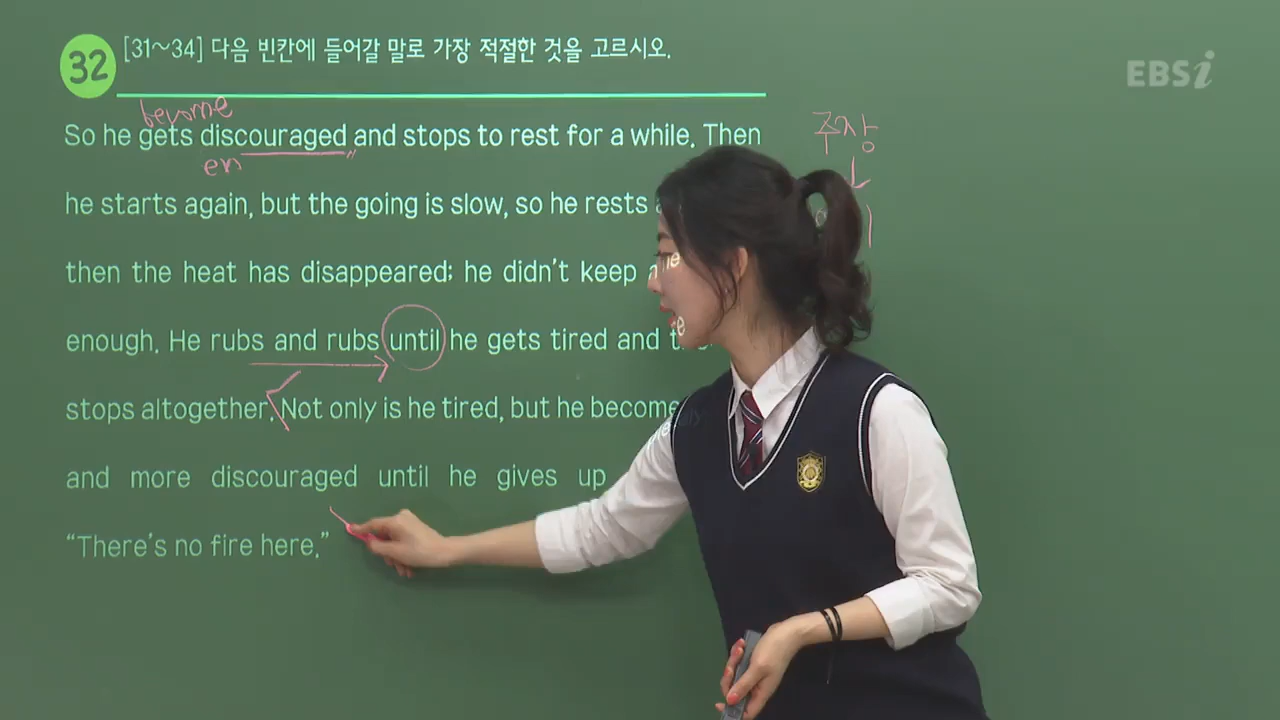 32 [31~34] 다음 빈칸에 들어갈 말로 가장 적절한 것을 고르시오.
EBSi
become
So he gets discouraged and stops to rest for a while. Then
en
주장
he starts again, but the going is slow, so he rests
then the heat has disappeared; he didn't keep
enough. He rubs and rubs until he gets tired and
stops altogether. Not only is he tired, but he become
and more discouraged until he gives up
“There's no fire here.”